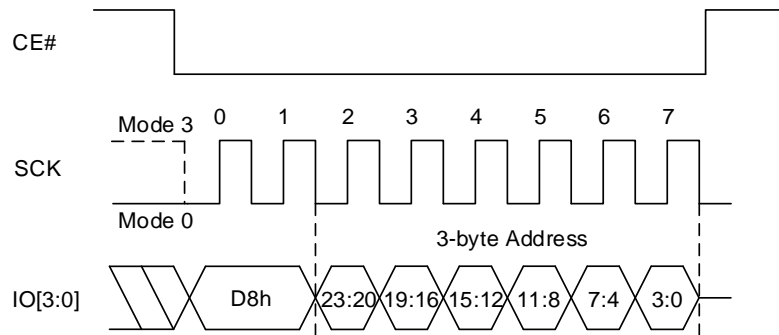 CE#
Mode 3 0 1 2 3 4 5 6 7
SCK
Mode 0
3-byte Address
IO[3:0] D8h 23:20 19:16 15:12 11:8 7:4 3:0